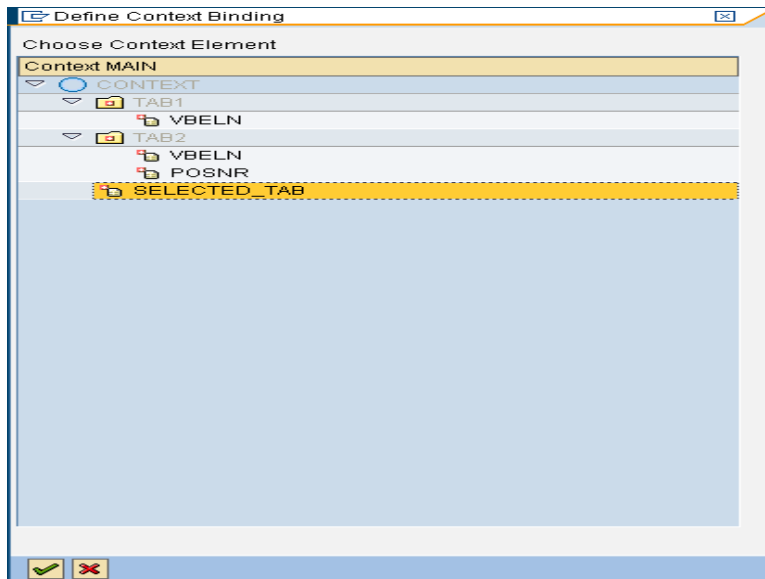 Define Context Binding
Choose Context Element
Context MAIN
CONTEXT
TAB1
VBELN
TAB2
VBELN
POSNR
SELECTED_TAB